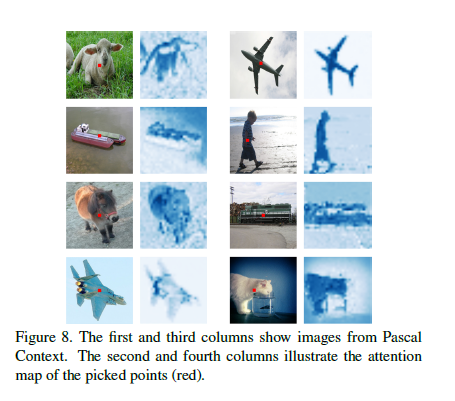 Figure 8. The first and third columns show images from Pascal
Context. The second and fourth columns illustrate the attention
map of the picked points (red).